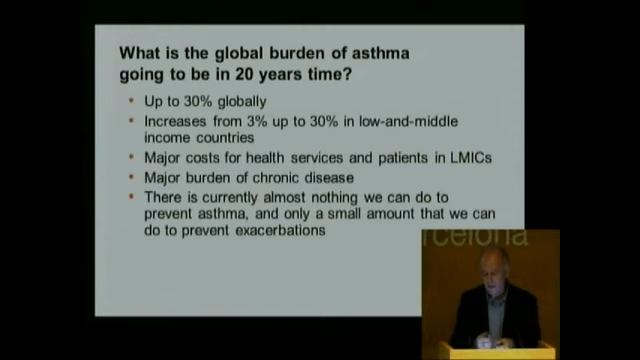 What is the global burden of asthma
going to be in 20 years time?
• Up to 30% globally
• Increases from 3% up to 30% in low-and-middle
income countries
• Major costs for health services and patients in LMICs
• Major burden of chronic disease
• There is currently almost nothing we can do to
prevent asthma, and only a small amount that we can
do to prevent exacerbations
rcelona